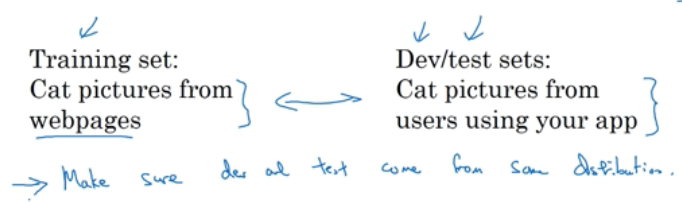 Training set:
Cat pictures from
webpages
Dev/test sets:
Cat pictures from
users using your app
Make sure dev ad test come from same distribution.